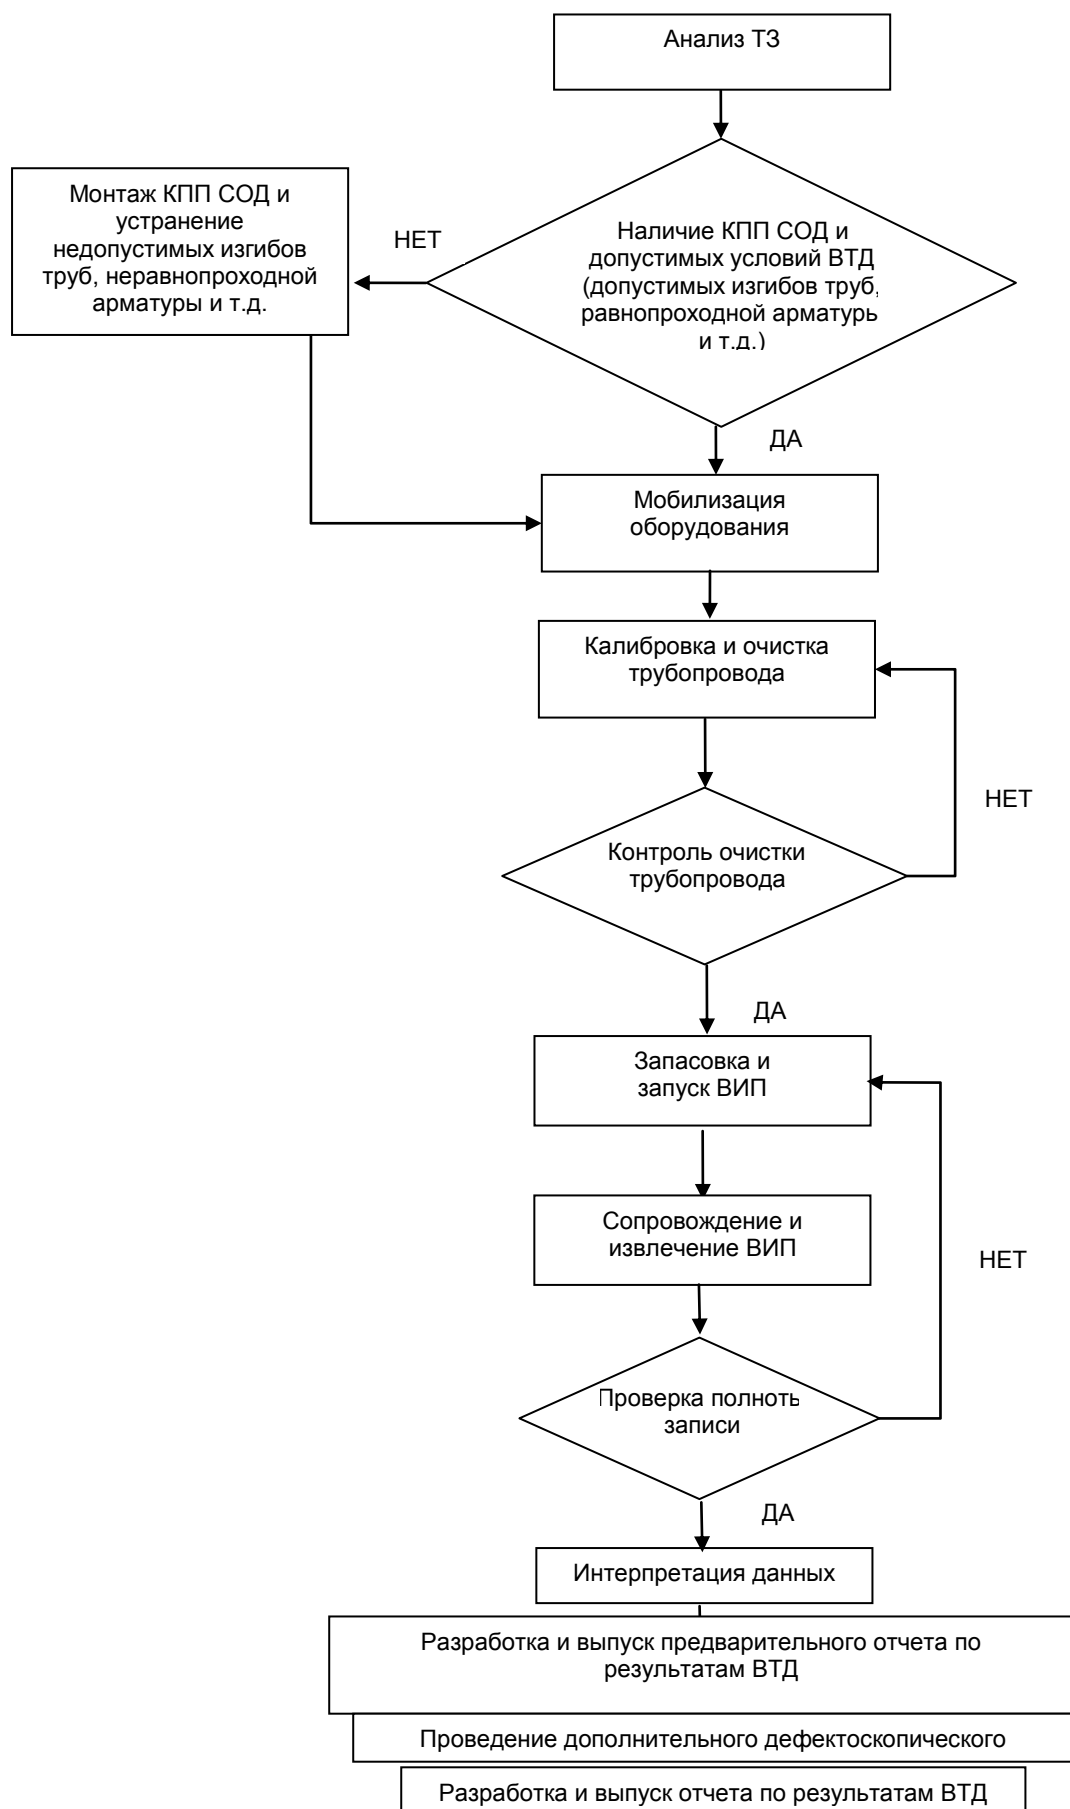 Анализ ТЗ
Монтаж КПП СОД и
устранение
недопустимых изгибов
труб, неравнопроходной
арматуры и т.д.
НЕТ
Наличие КПП СОД и
допустимых условий ВТД
(допустимых изгибов труб,
равнопроходной арматуры
и т.д.)
ДА
Мобилизация
оборудования
Калибровка и очистка
трубопровода
НЕТ
Контроль очистки
трубопровода
ДА
Запасовка и
запуск ВИП
Сопровождение и
извлечение ВИП
НЕТ
Проверка полноты
записи
ДА
Интерпретация данных
Разработка и выпуск предварительного отчета по
результатам ВТД
Проведение дополнительного дефектоскопического
Разработка и выпуск отчета по результатам ВТД